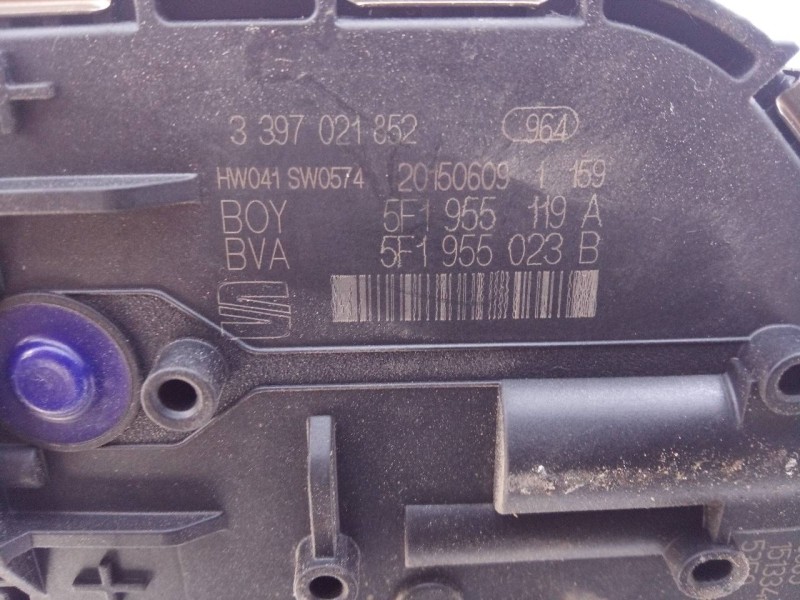 3 397 021 852 964
HW041 SW0574 20150609 1 159
BOY 5F1 955 119 A
BVA 5F1 955 023 B